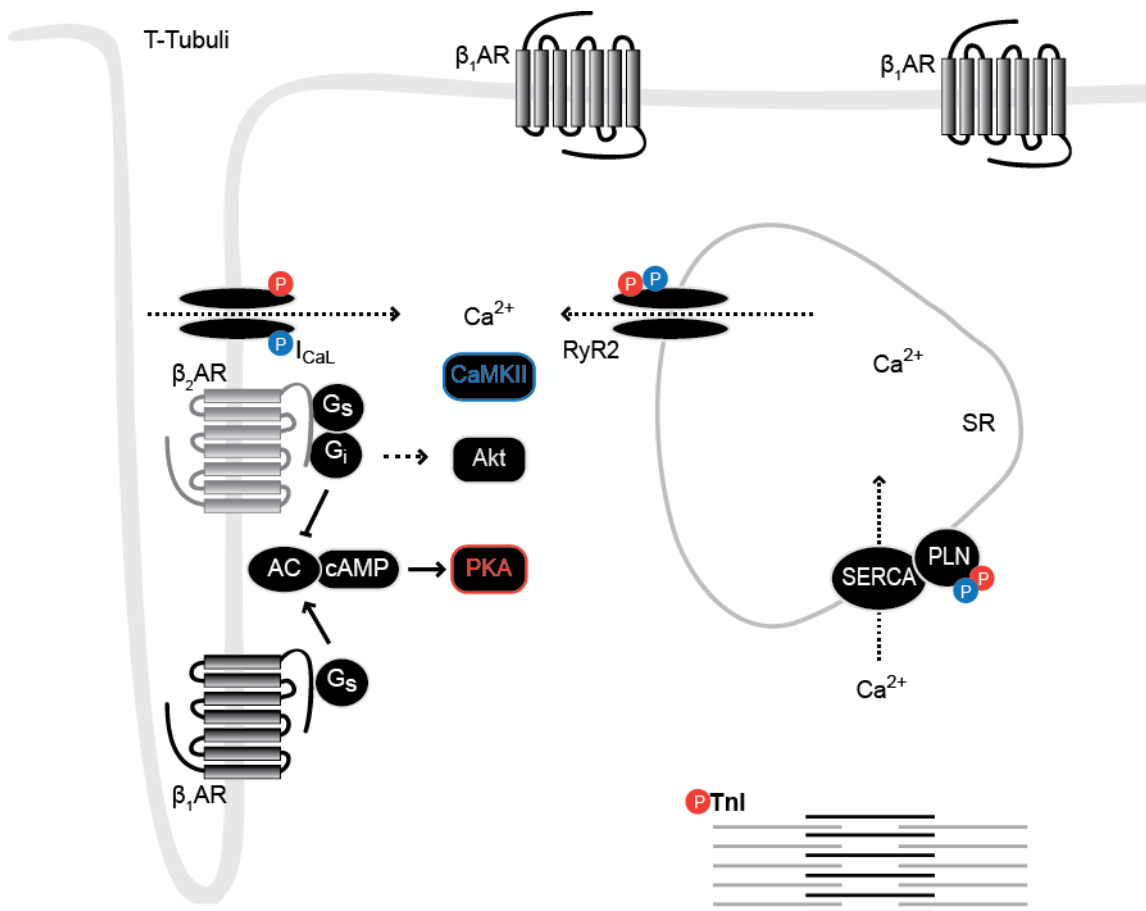 T-Tubuli
β₁AR
β₁AR
P
P
P
P
Ca²⁺
I_CaL
RyR2
β₂AR
CaMKII
Ca²⁺
Gs
SR
Gi
Akt
AC
cAMP
PKA
PLN
SERCA
P
P
Gs
Ca²⁺
β₁AR
P TnI